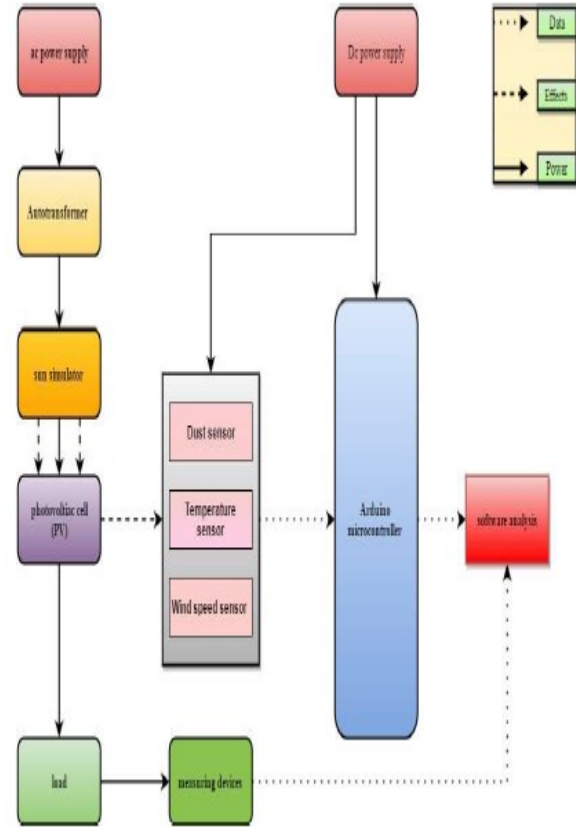 ac power supply
Dc power supply
Data
Effects
Power
Autotransformer
sun simulator
Dust sensor
photovoltiac cell
(PV)
Temperature
sensor
Arduino
microcontroller
software analysis
Wind speed sensor
load
measuring devices